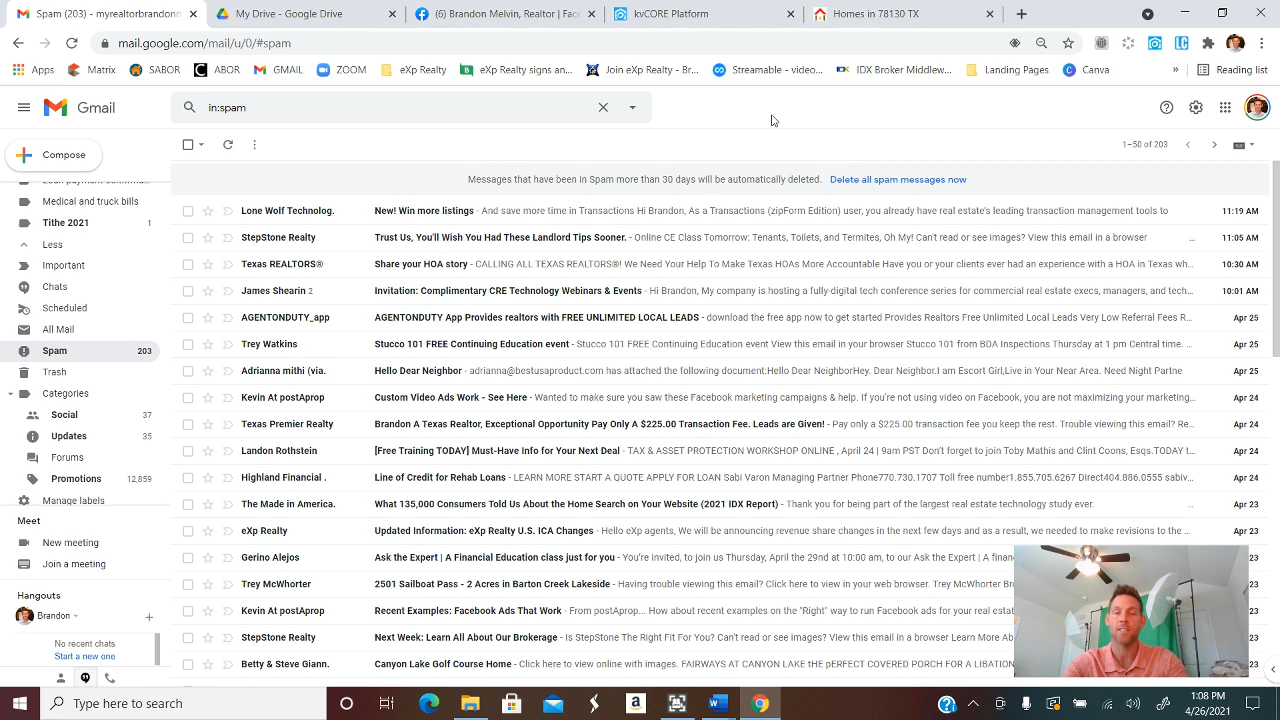 Spam (203) - myrealtorbrandonm
My Drive - Google Drive
(6) Brandon Melvin, Realtor | Face
kvCORE Platform
Homes in 78130 TX
mail.google.com/mail/u/0/#spam
Apps Matrix SABOR ABOR GMAIL ZOOM eXp Realty eXp Realty signs an... Join eXp Realty - Br... Streamable - video... IDX Broker Middlew... Landing Pages Canva » Reading list
Gmail
in:spam
Compose
1–50 of 203
Messages that have been in Spam more than 30 days will be automatically deleted. Delete all spam messages now
Medical and truck bills
Tithe 2021 1
Less
Important
Chats
Scheduled
All Mail
Spam 203
Trash
Categories
Social 37
Updates 35
Forums
Promotions 12,859
Manage labels
Meet
New meeting
Join a meeting
Hangouts
Brandon
No recent chats
Start a new one
Lone Wolf Technolog. New! Win more listings - And save more time in Transactions Hi Brandon, As a Transactions (zipForm Edition) user, you already have real estate's leading transaction management tools to 11:19 AM
StepStone Realty Trust Us, You'll Wish You Had These Landlord Tips Sooner. - Online CE Class Tomorrow: Tenants, Toilets, and Termites, Oh My! Can't read or see images? View this email in a browser ... 11:05 AM
Texas REALTORS® Share your HOA story - CALLING ALL TEXAS REALTORS®! We Need Your Help To Make Texas HOAs More Accountable Have you or your clients ever had an experience with a HOA in Texas wh... 10:30 AM
James Shearin 2 Invitation: Complimentary CRE Technology Webinars & Events - Hi Brandon, My company is hosting a fully-digital tech conference series for commercial real estate execs, managers, and tech... 10:01 AM
AGENTONDUTY_app AGENTONDUTY App Provides realtors with FREE UNLIMITED LOCAL LEADS - download the free app now to get started Provides Realtors Free Unlimited Local Leads Very Low Referral Fees R... Apr 25
Trey Watkins Stucco 101 FREE Continuing Education event - Stucco 101 FREE Continuing Education event View this email in your browser Stucco 101 from BDA Inspections Thursday at 1 pm Central time. ... Apr 25
Adrianna mithi (via. Hello Dear Neighbor - adrianna@bestusaproduct.com has attached the following document:Hello Dear NeighborHey. Dear Neighbor.I am Escort Girl,Live in Your Near Area. Need Night Partne Apr 25
Kevin At postAprop Custom Video Ads Work - See Here - Wanted to make sure you saw these Facebook marketing campaigns & help. If you're not using video on Facebook, you are not maximizing your marketing... Apr 24
Texas Premier Realty Brandon A Texas Realtor, Exceptional Opportunity Pay Only A $225.00 Transaction Fee. Leads are Given! - Pay only a $225.00 transaction fee you keep the rest. Trouble viewing this email? Re... Apr 24
Landon Rothstein [Free Training TODAY] Must-Have Info for Your Next Deal - TAX & ASSET PROTECTION WORKSHOP ONLINE , April 24 | 9am PST Don't forget to join Toby Mathis and Clint Coons, Esqs.TODAY t... Apr 24
Highland Financial . Line of Credit for Rehab Loans - LEARN MORE START A QUOTE APPLY FOR LOAN Sabi Varon Managing Partner Phone770.730.1707 Toll free number1.855.705.6267 Direct404.886.0555 sabiv... Apr 24
The Made in America. What 135,000 Consumers Told Us About the Home Search on Your Website (2021 IDX Report) - Thank you for being part of the largest real estate technology study ever. ... Apr 23
eXp Realty Updated Information: eXp Realty U.S. ICA Changes - Hello eXp agents, We will be announcing revenue share changes in the next few days and as a result, we needed to make revisions to the ... Apr 23
Gerino Alejos Ask the Expert | A Financial Education class just for you - You're invited, to join us Thursday, April the 29nd at 10:00 am, to our Ask the Expert | A financ 23
Trey McWhorter 2501 Sailboat Pass - 2 Acres in Barton Creek Lakeside - Having trouble viewing this email? Click here to view in your web browser. Trey McWhorter Bro 23
Kevin At postAprop Recent Examples: Facebook Ads That Work - From postAprop... How about recent examples on the "Right" way to run Facebook ads for your real estat 23
StepStone Realty Next Week: Learn All About Our Brokerage - Is StepStone The Right Fit For You? Can't read or see images? View this email in a browser Learn More Abo 23
Betty & Steve Giann. Canyon Lake Golf Course Home - Click here to view online with images. FAIRWAYS AT CANYON LAKE tHE pERFECT COVERED PORCH FOR A LIBATION
Type here to search
1:08 PM
4/26/2021